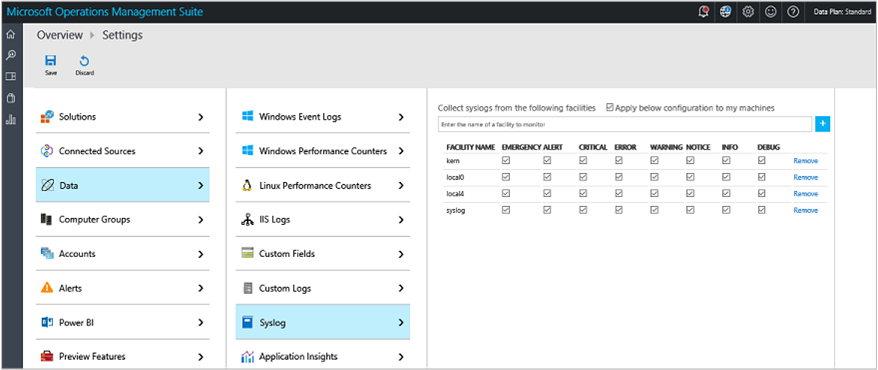 Microsoft Operations Management Suite
Data Plan: Standard
Overview Settings
Save Discard
Solutions
Connected Sources
Data
Computer Groups
Accounts
Alerts
Power BI
Preview Features
Windows Event Logs
Windows Performance Counters
Linux Performance Counters
IIS Logs
Custom Fields
Custom Logs
Syslog
Application Insights
Collect syslogs from the following facilities Apply below configuration to my machines
Enter the name of a facility to monitor
FACILITY NAME EMERGENCY ALERT CRITICAL ERROR WARNING NOTICE INFO DEBUG
kern Remove
local0 Remove
local4 Remove
syslog Remove